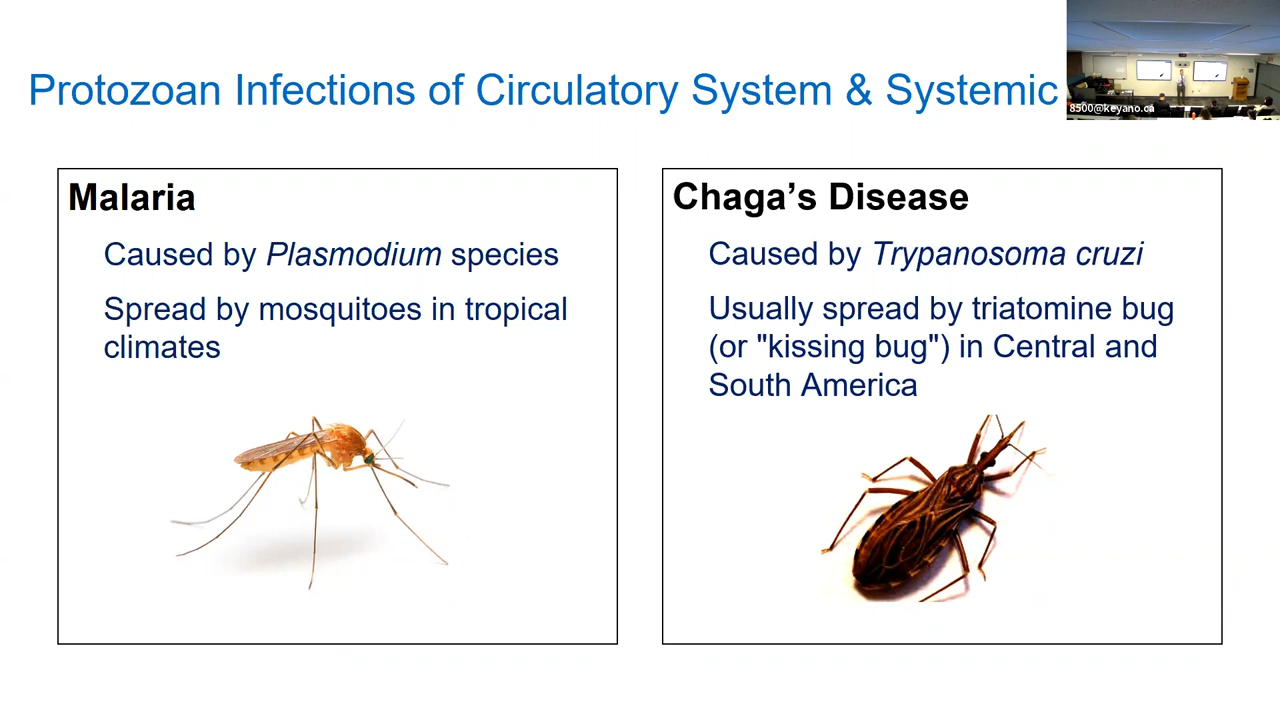 Protozoan Infections of Circulatory System & Systemic
8500@keyano.ca
Malaria
Caused by Plasmodium species
Spread by mosquitoes in tropical
climates
Chaga’s Disease
Caused by Trypanosoma cruzi
Usually spread by triatomine bug
(or "kissing bug") in Central and
South America